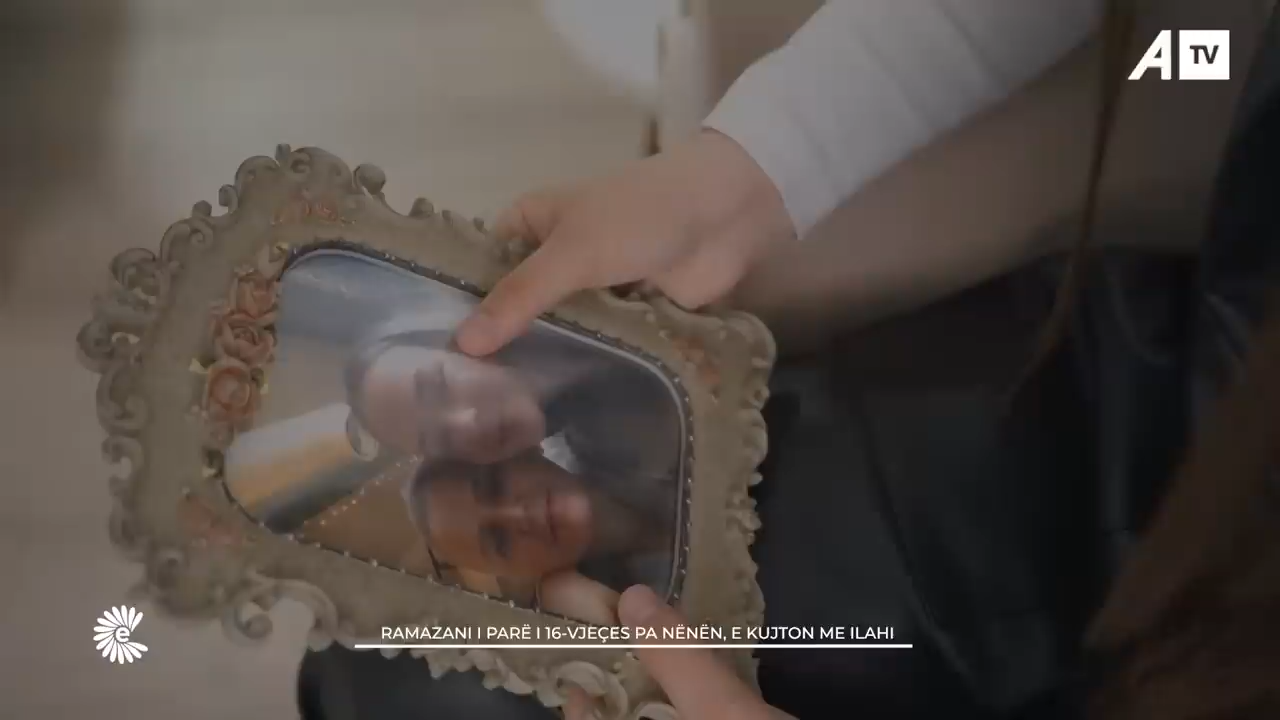 A TV
e
RAMAZANI I PARË I 16-VJEÇES PA NËNËN, E KUJTON ME ILAHI